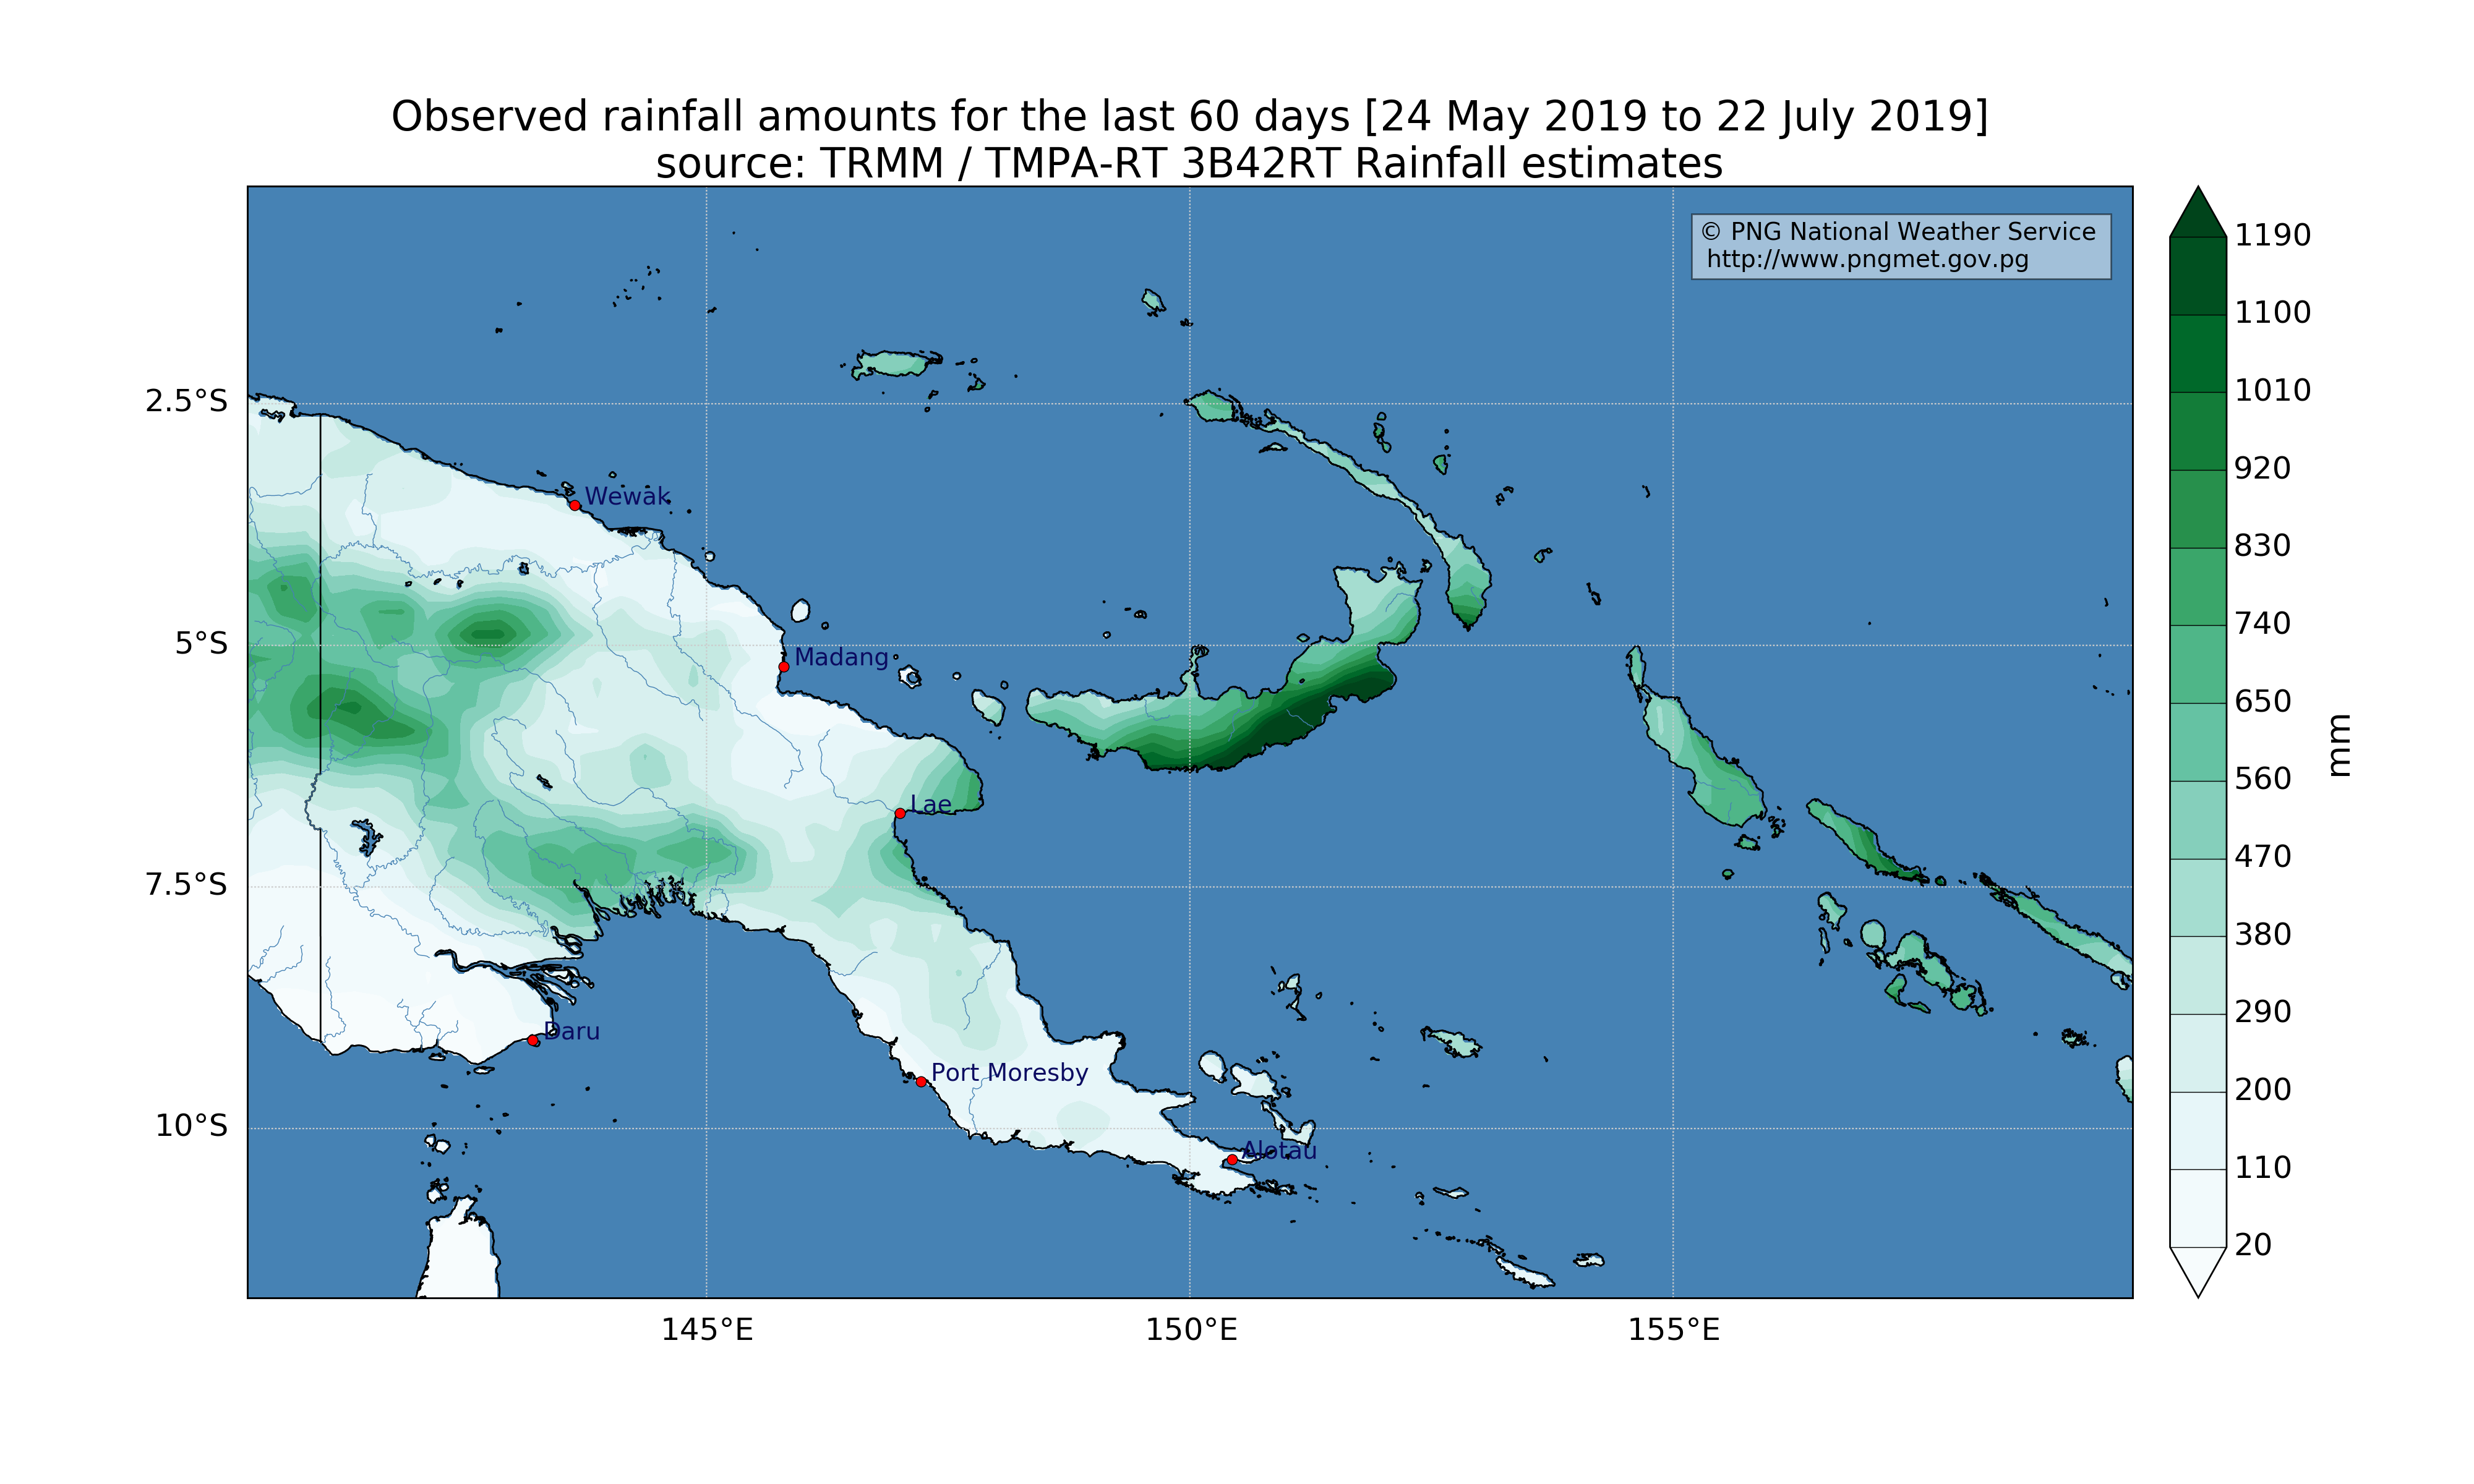 Observed rainfall amounts for the last 60 days [24 May 2019 to 22 July 2019]
source: TRMM / TMPA-RT 3B42RT Rainfall estimates
© PNG National Weather Service
http://www.pngmet.gov.pg
1190
1100
1010
920
830
740
650
560
470
380
290
200
110
20
mm
2.5°S
5°S
7.5°S
10°S
Wewak
Madang
Lae
Daru
Port Moresby
Alotau
145°E
150°E
155°E